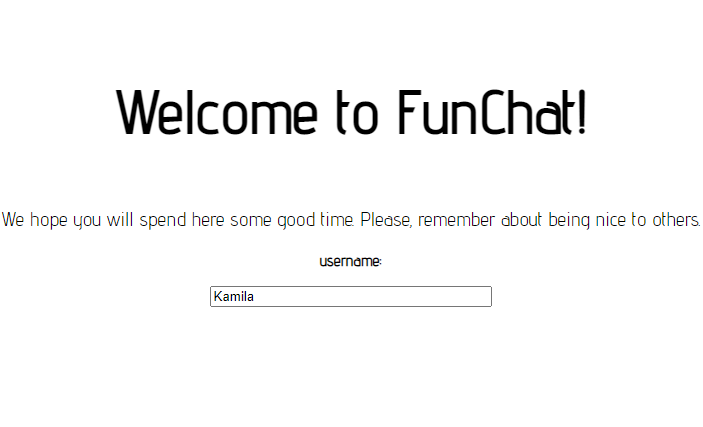 Welcome to FunChat!
We hope you will spend here some good time. Please, remember about being nice to others.
username:
Kamila